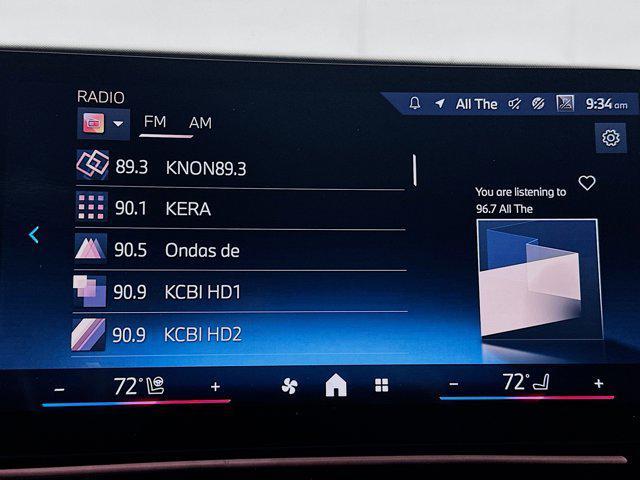 RADIO
FM AM
All The 9:34 am
89.3 KNON89.3
90.1 KERA
90.5 Ondas de
90.9 KCBI HD1
90.9 KCBI HD2
You are listening to
96.7 All The
- 72° +
- 72° +